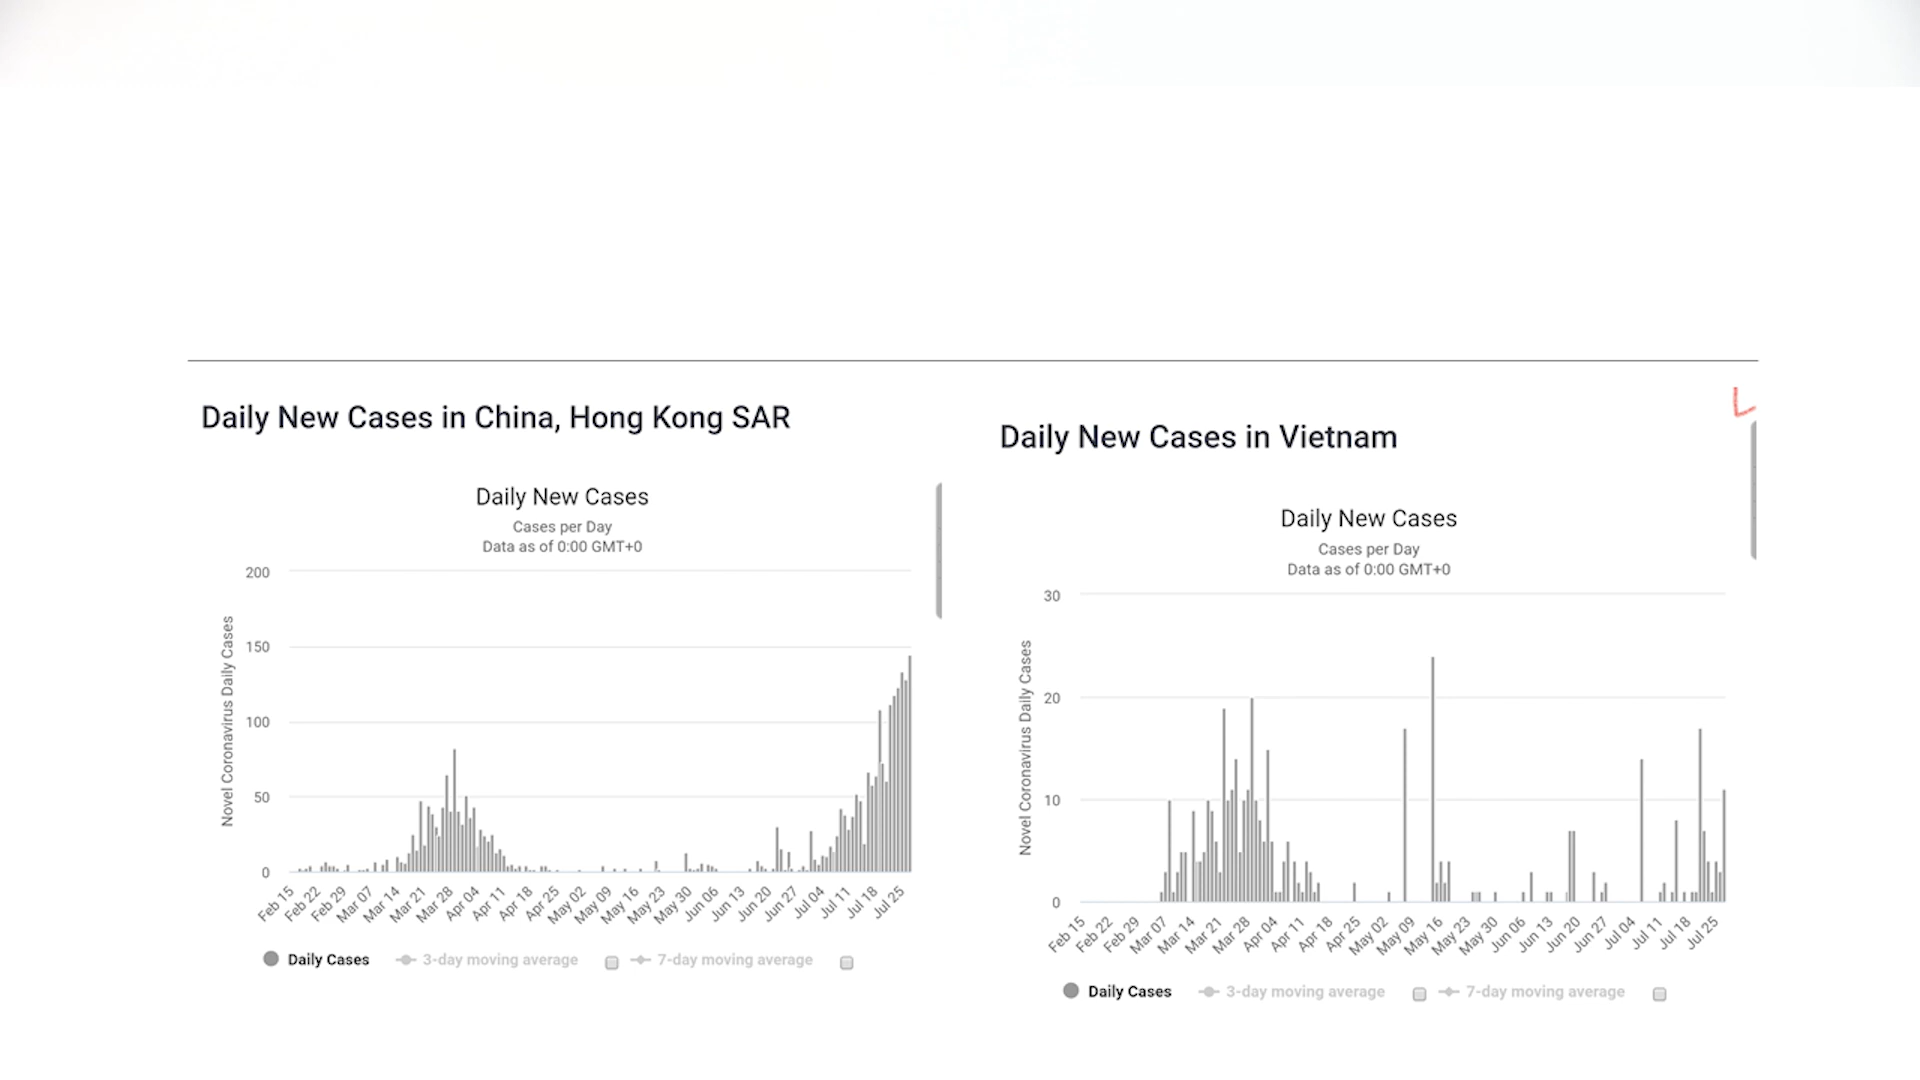 Daily New Cases in China, Hong Kong SAR
Daily New Cases
Cases per Day
Data as of 0:00 GMT+0
Novel Coronavirus Daily Cases
200
150
100
50
0
Feb 15
Feb 22
Feb 29
Mar 07
Mar 14
Mar 21
Mar 28
Apr 04
Apr 11
Apr 18
Apr 25
May 02
May 09
May 16
May 23
May 30
Jun 06
Jun 13
Jun 20
Jun 27
Jul 04
Jul 11
Jul 18
Jul 25
Daily Cases 3-day moving average 7-day moving average
Daily New Cases in Vietnam
Daily New Cases
Cases per Day
Data as of 0:00 GMT+0
Novel Coronavirus Daily Cases
30
20
10
0
Feb 15
Feb 22
Feb 29
Mar 07
Mar 14
Mar 21
Mar 28
Apr 04
Apr 11
Apr 18
Apr 25
May 02
May 09
May 16
May 23
May 30
Jun 06
Jun 13
Jun 20
Jun 27
Jul 04
Jul 11
Jul 18
Jul 25
Daily Cases 3-day moving average 7-day moving average